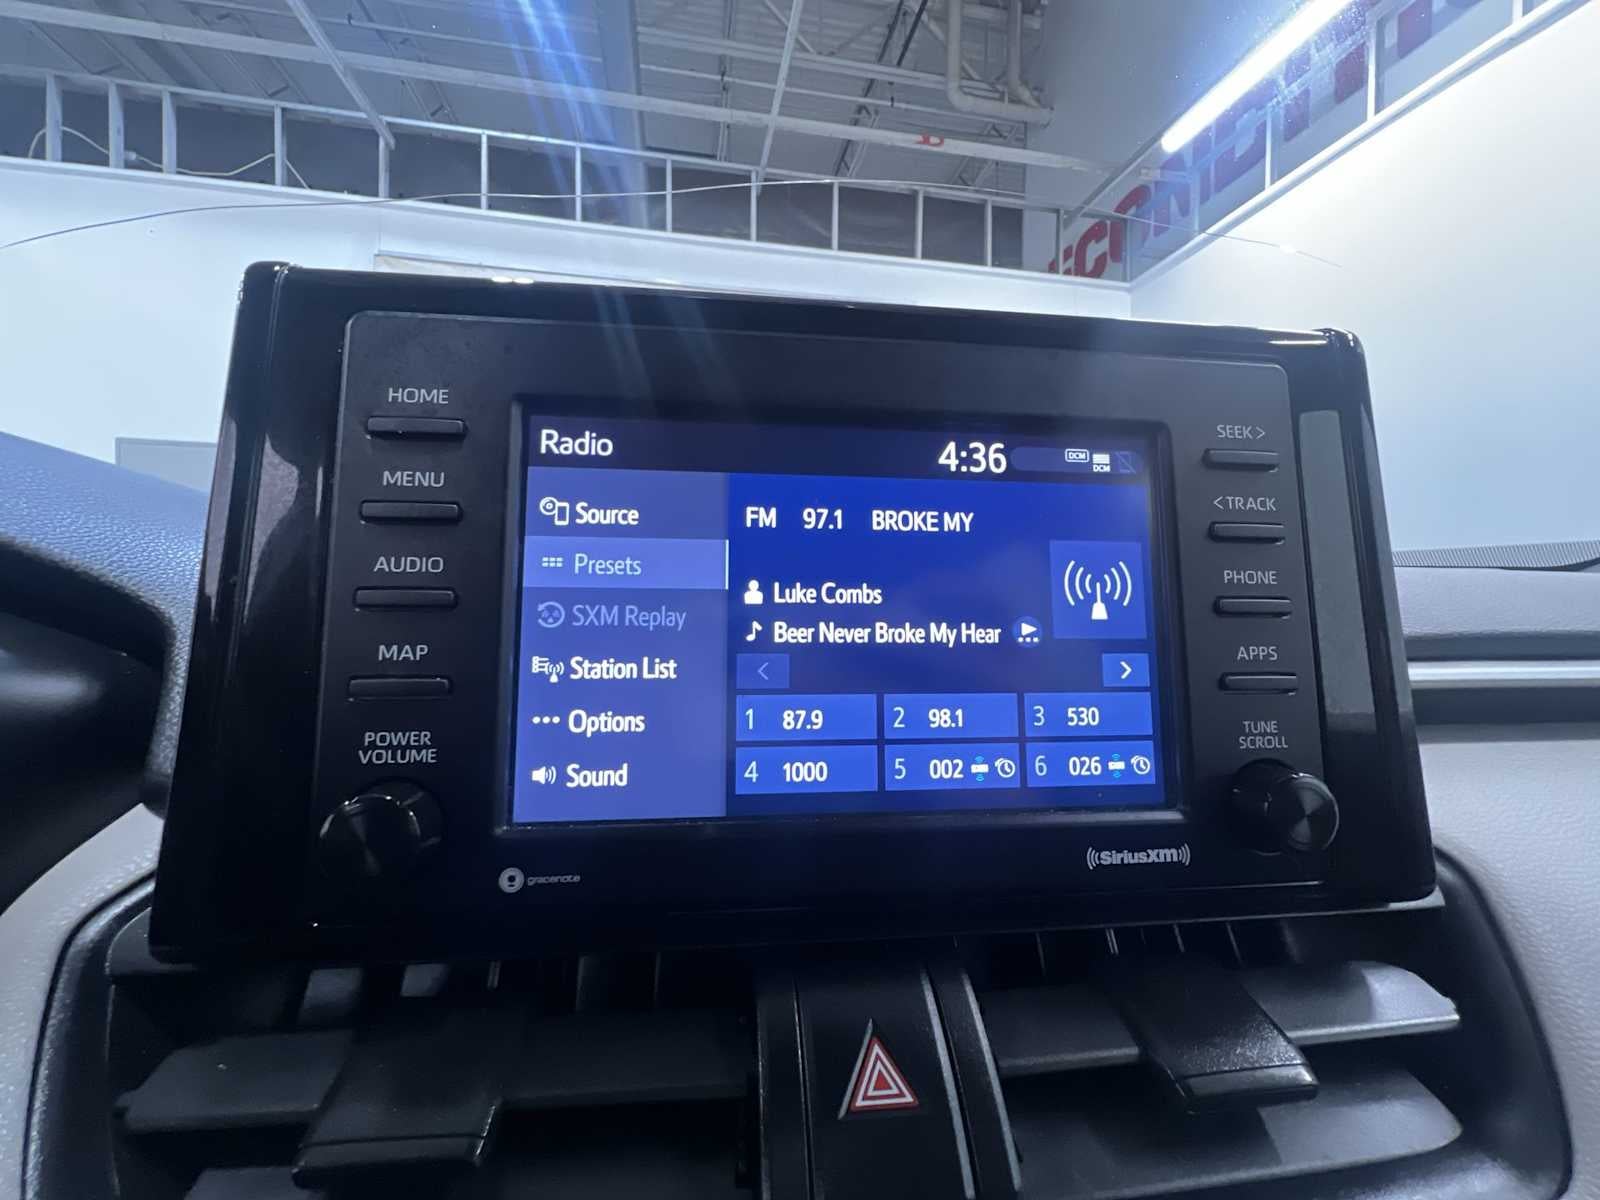 HOME
MENU
AUDIO
MAP
POWER
VOLUME
Radio
4:36
DCM
DCM
Source
Presets
SXM Replay
Station List
Options
Sound
FM 97.1 BROKE MY
Luke Combs
Beer Never Broke My Hear
<
>
1 87.9
2 98.1
3 530
4 1000
5 002
6 026
SEEK >
< TRACK
PHONE
APPS
TUNE
SCROLL
gracenote
((SiriusXM))